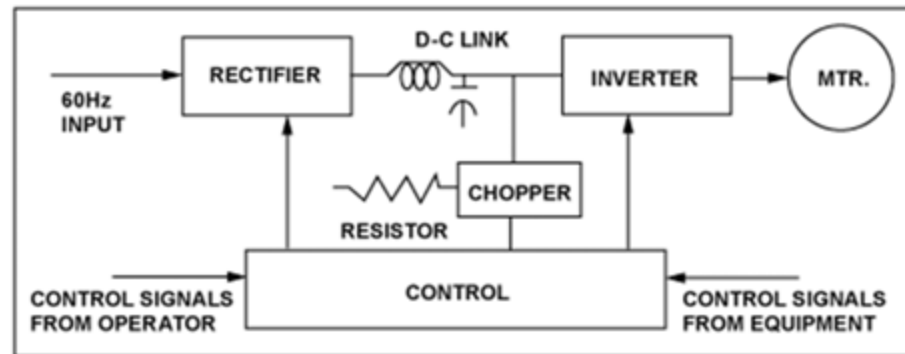 D-C LINK
RECTIFIER
INVERTER
MTR.
60Hz
INPUT
CHOPPER
RESISTOR
CONTROL
CONTROL SIGNALS
FROM OPERATOR
CONTROL SIGNALS
FROM EQUIPMENT